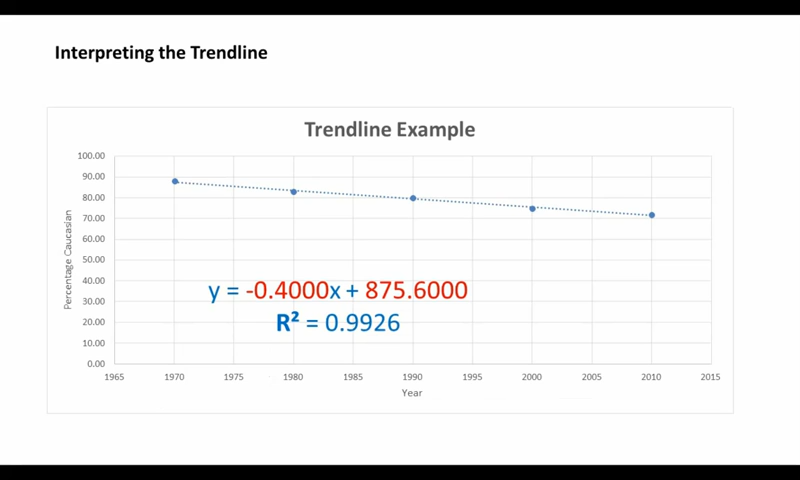 Interpreting the Trendline
Trendline Example
100.00
90.00
80.00
70.00
60.00
50.00
40.00
30.00
20.00
10.00
0.00
Percentage Caucasian
y = -0.4000x + 875.6000
R² = 0.9926
1965 1970 1975 1980 1985 1990 1995 2000 2005 2010 2015
Year